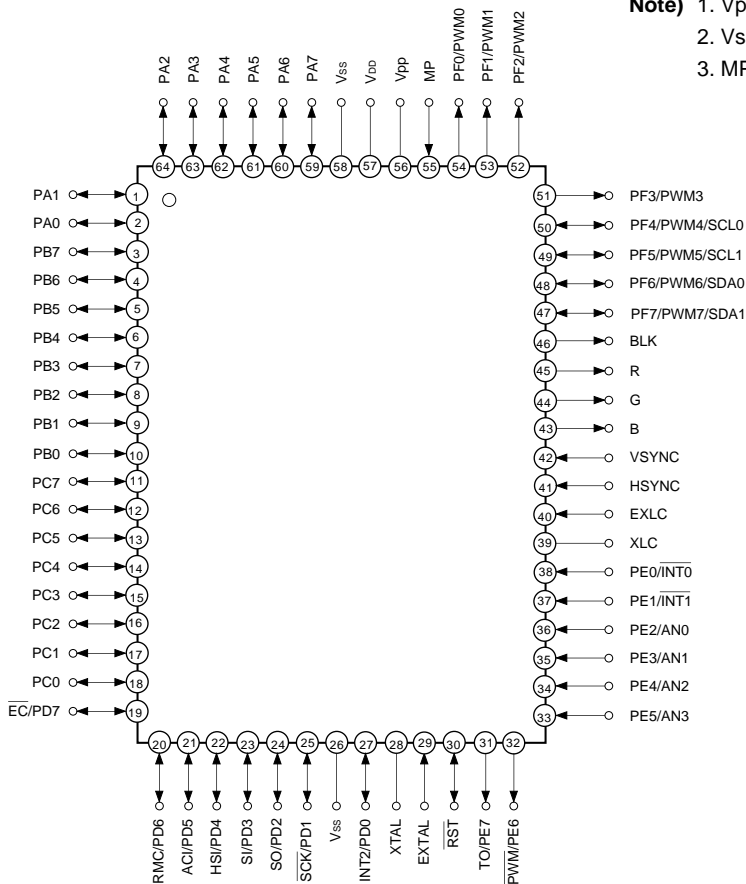 Note) 1. Vp
2. Vs
3. MP
PA2
PA3
PA4
PA5
PA6
PA7
Vss
VDD
Vpp
MP
PF0/PWM0
PF1/PWM1
PF2/PWM2
64
63
62
61
60
59
58
57
56
55
54
53
52
PA1 1
PA0 2
PB7 3
PB6 4
PB5 5
PB4 6
PB3 7
PB2 8
PB1 9
PB0 10
PC7 11
PC6 12
PC5 13
PC4 14
PC3 15
PC2 16
PC1 17
PC0 18
EC/PD7 19
51 PF3/PWM3
50 PF4/PWM4/SCL0
49 PF5/PWM5/SCL1
48 PF6/PWM6/SDA0
47 PF7/PWM7/SDA1
46 BLK
45 R
44 G
43 B
42 VSYNC
41 HSYNC
40 EXLC
39 XLC
38 PE0/INT0
37 PE1/INT1
36 PE2/AN0
35 PE3/AN1
34 PE4/AN2
33 PE5/AN3
20
21
22
23
24
25
26
27
28
29
30
31
32
RMC/PD6
ACI/PD5
HSI/PD4
SI/PD3
SO/PD2
SCK/PD1
Vss
INT2/PD0
XTAL
EXTAL
RST
TO/PE7
PWM/PE6